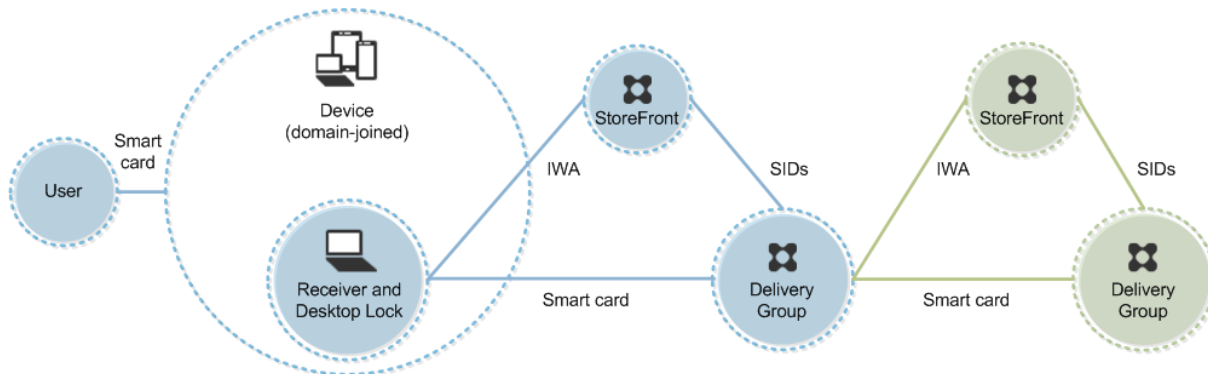 Device
(domain-joined)
StoreFront
StoreFront
Smart
card
User
IWA
SIDs
IWA
SIDs
Receiver and
Desktop Lock
Smart card
Delivery
Group
Smart card
Delivery
Group